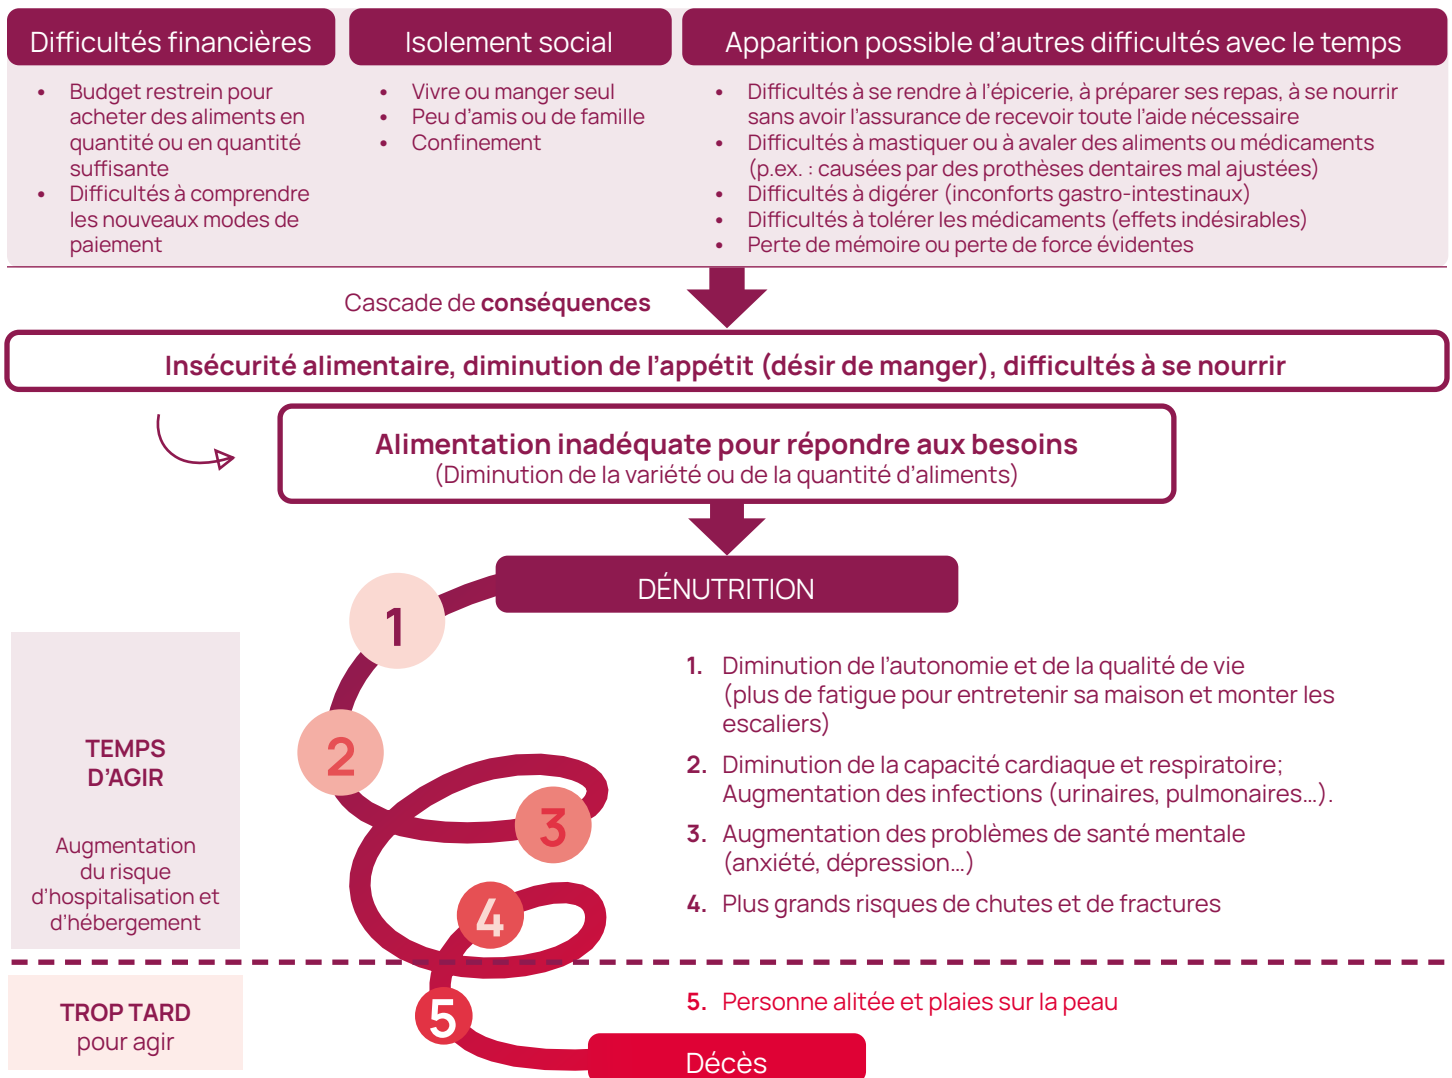 Difficultés financières
• Budget restrein pour
acheter des aliments en
quantité ou en quantité
suffisante
• Difficultés à comprendre
les nouveaux modes de
paiement
Isolement social
• Vivre ou manger seul
• Peu d'amis ou de famille
• Confinement
Apparition possible d'autres difficultés avec le temps
• Difficultés à se rendre à l'épicerie, à préparer ses repas, à se nourrir
sans avoir l'assurance de recevoir toute l'aide nécessaire
• Difficultés à mastiquer ou à avaler des aliments ou médicaments
(p.ex. : causées par des prothèses dentaires mal ajustées)
• Difficultés à digérer (inconforts gastro-intestinaux)
• Difficultés à tolérer les médicaments (effets indésirables)
• Perte de mémoire ou perte de force évidentes
Cascade de conséquences
Insécurité alimentaire, diminution de l'appétit (désir de manger), difficultés à se nourrir
Alimentation inadéquate pour répondre aux besoins
(Diminution de la variété ou de la quantité d'aliments)
DÉNUTRITION
1
2
3
4
5
TEMPS
D'AGIR
Augmentation
du risque
d'hospitalisation et
d'hébergement
1. Diminution de l'autonomie et de la qualité de vie
(plus de fatigue pour entretenir sa maison et monter les
escaliers)
2. Diminution de la capacité cardiaque et respiratoire;
Augmentation des infections (urinaires, pulmonaires…).
3. Augmentation des problèmes de santé mentale
(anxiété, dépression…)
4. Plus grands risques de chutes et de fractures
TROP TARD
pour agir
5. Personne alitée et plaies sur la peau
Décès